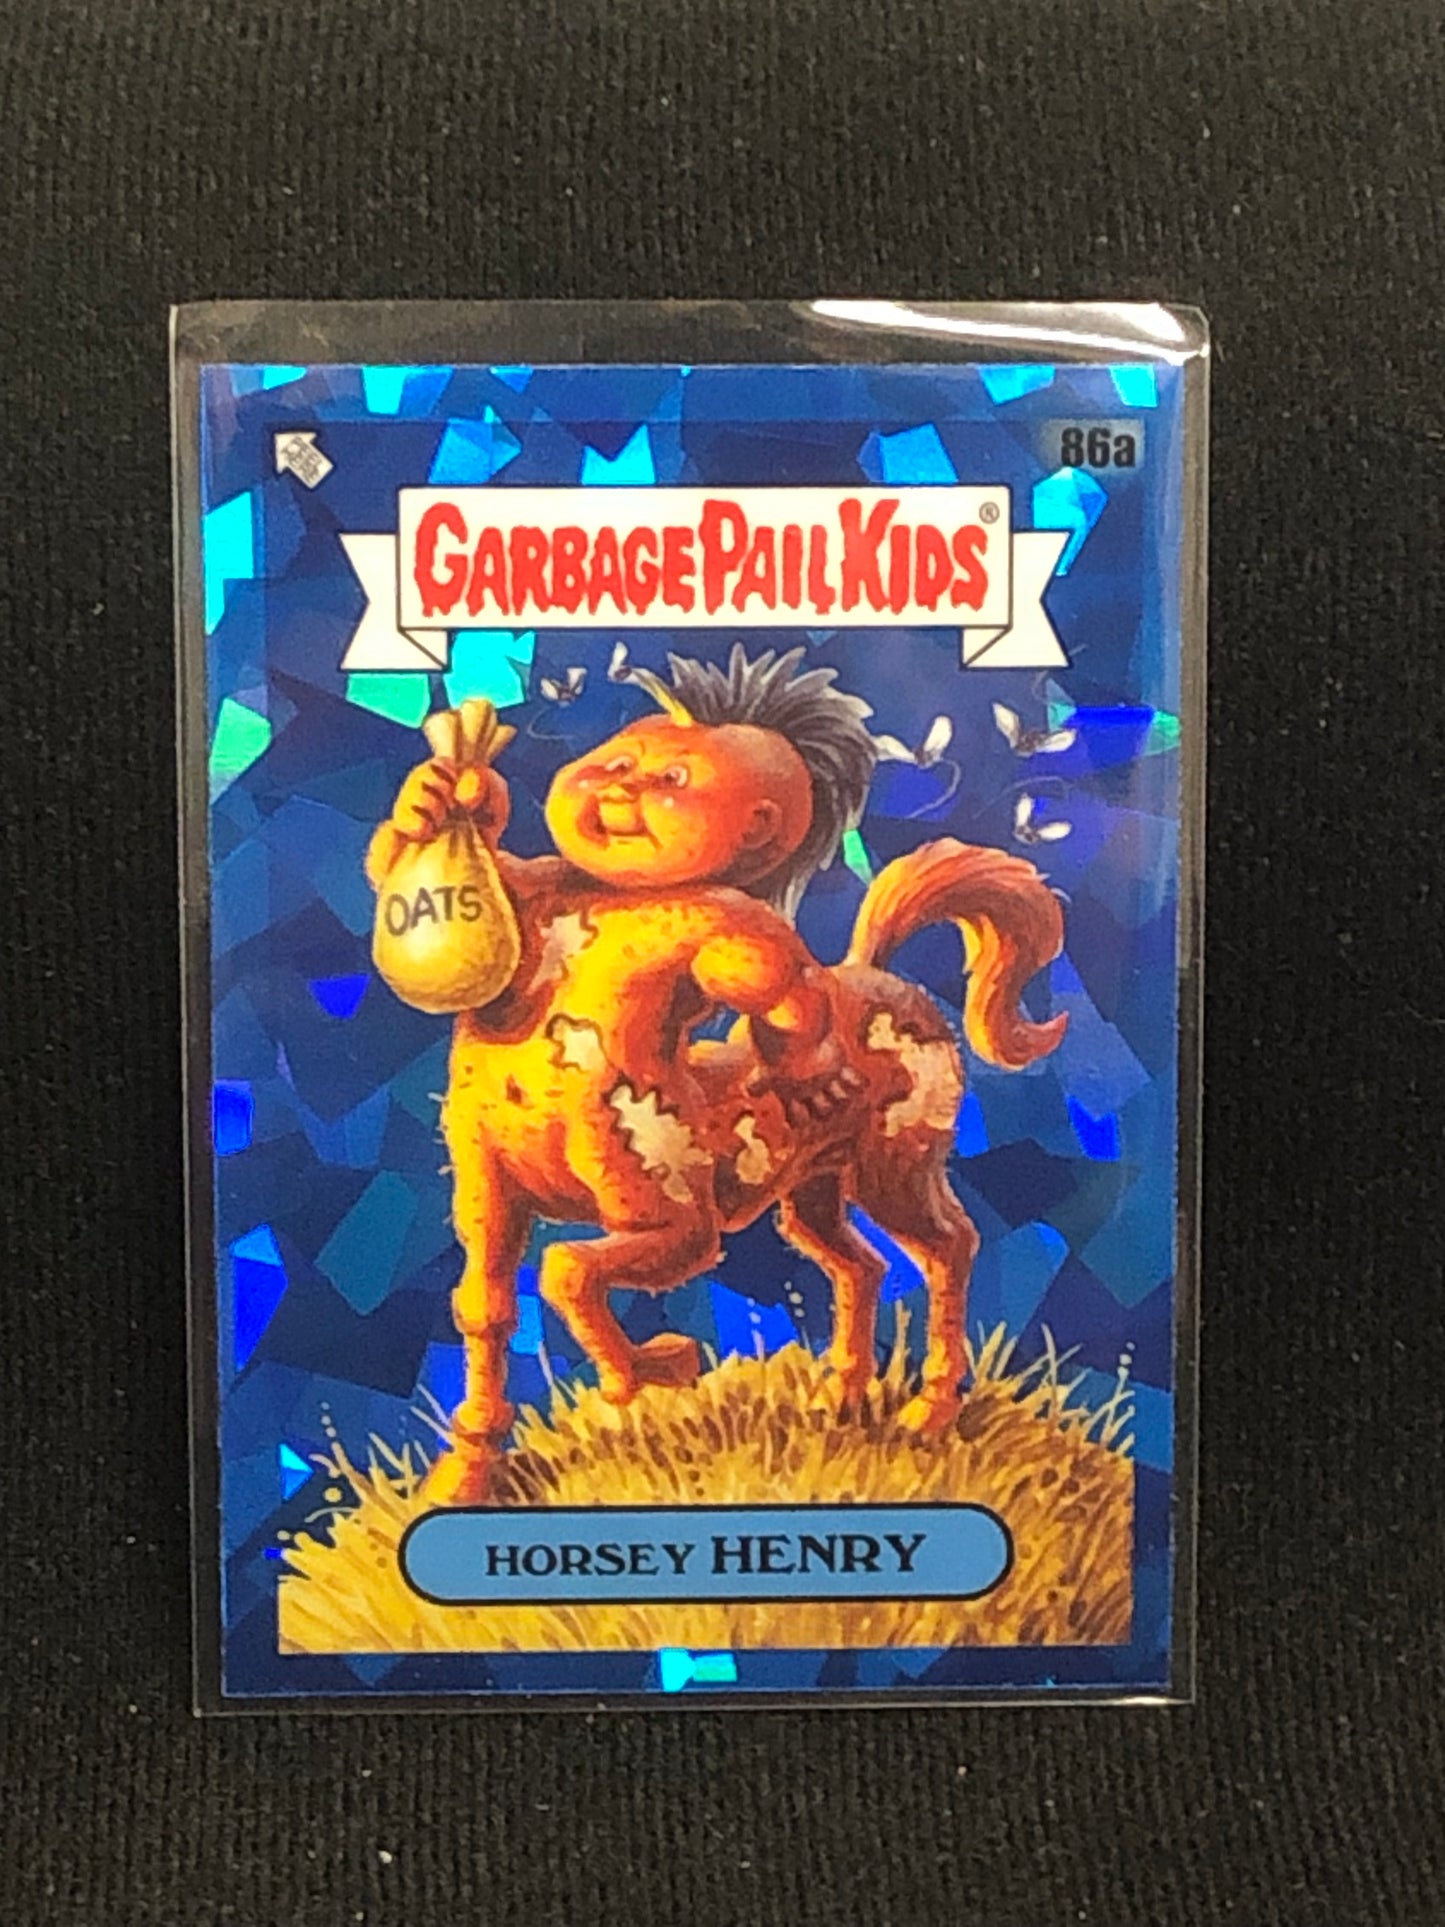 86a
GARBAGE PAIL KIDS®
OATS
HORSEY HENRY